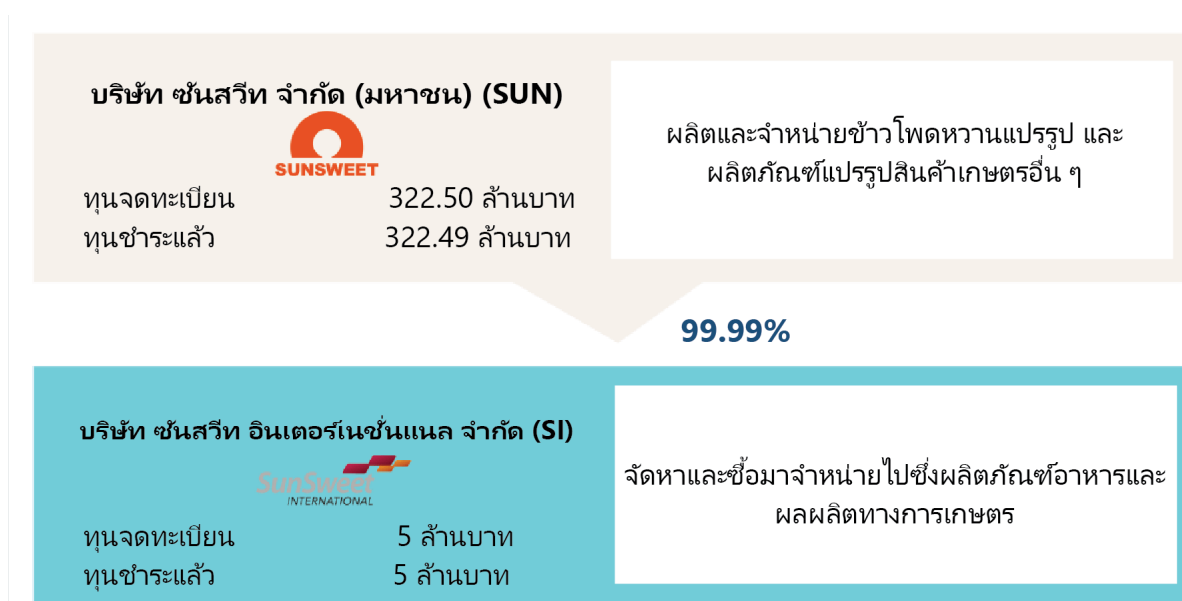 บริษัท ซันสวีท จำกัด (มหาชน) (SUN)
SUNSWEET
ทุนจดทะเบียน 322.50 ล้านบาท
ทุนชำระแล้ว 322.49 ล้านบาท
ผลิตและจำหน่ายข้าวโพดหวานแปรรูป และ
ผลิตภัณฑ์แปรรูปสินค้าเกษตรอื่น ๆ
99.99%
บริษัท ซันสวีท อินเตอร์เนชั่นแนล จำกัด (SI)
SunSweet
INTERNATIONAL
ทุนจดทะเบียน 5 ล้านบาท
ทุนชำระแล้ว 5 ล้านบาท
จัดหาและซื้อมาจำหน่ายไปซึ่งผลิตภัณฑ์อาหารและ
ผลผลิตทางการเกษตร